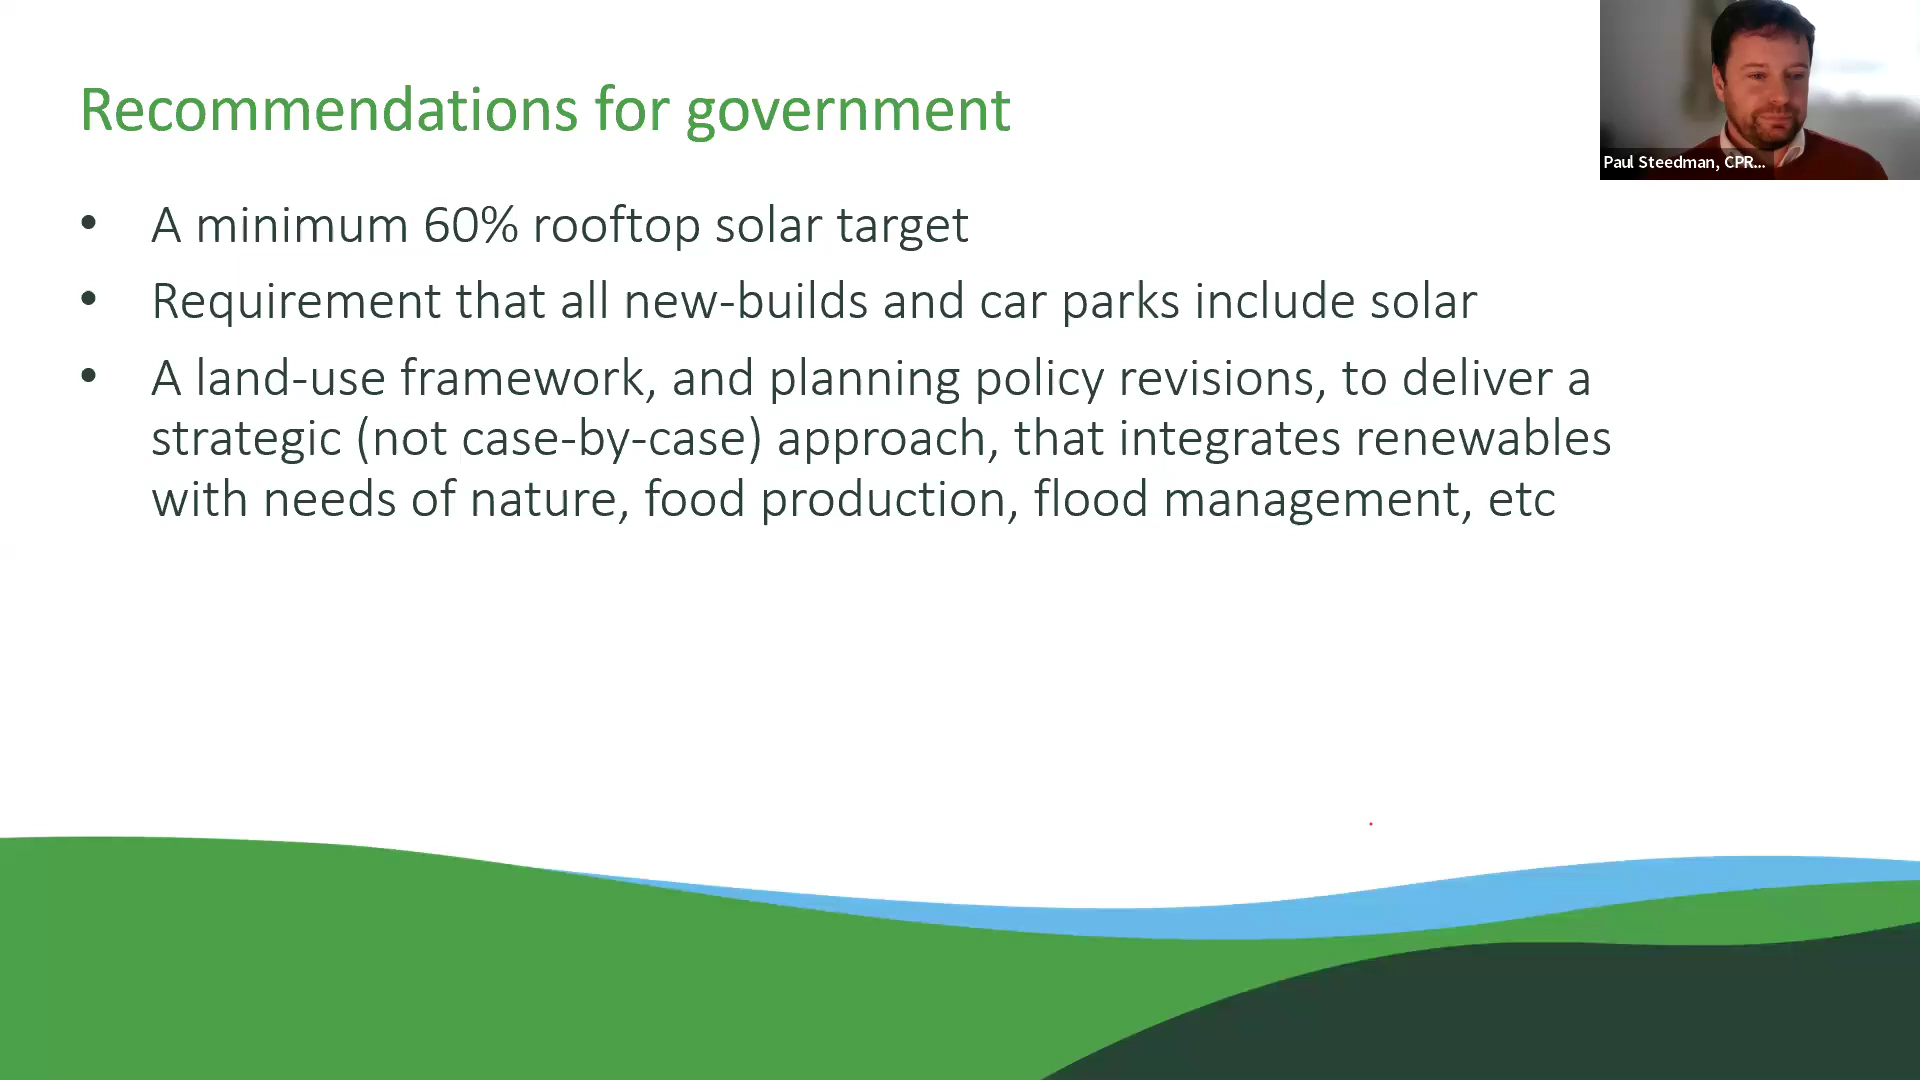 Recommendations for government
Paul Steedman, CPR...
• A minimum 60% rooftop solar target
• Requirement that all new-builds and car parks include solar
• A land-use framework, and planning policy revisions, to deliver a
strategic (not case-by-case) approach, that integrates renewables
with needs of nature, food production, flood management, etc